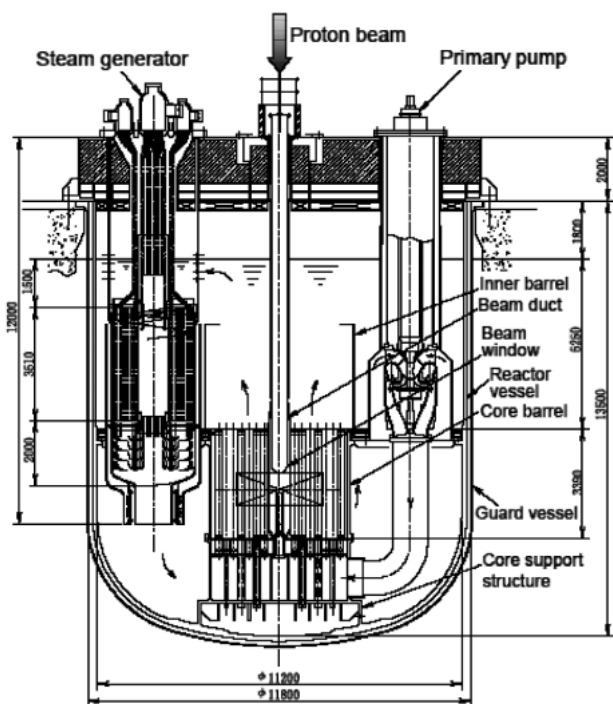 Proton beam
Steam generator
Primary pump
2000
1800
1500
Inner barrel
Beam duct
Beam
window
12000
3610
6260
Reactor
vessel
Core barrel
13500
2000
3390
Guard vessel
Core support
structure
φ11200
φ11800